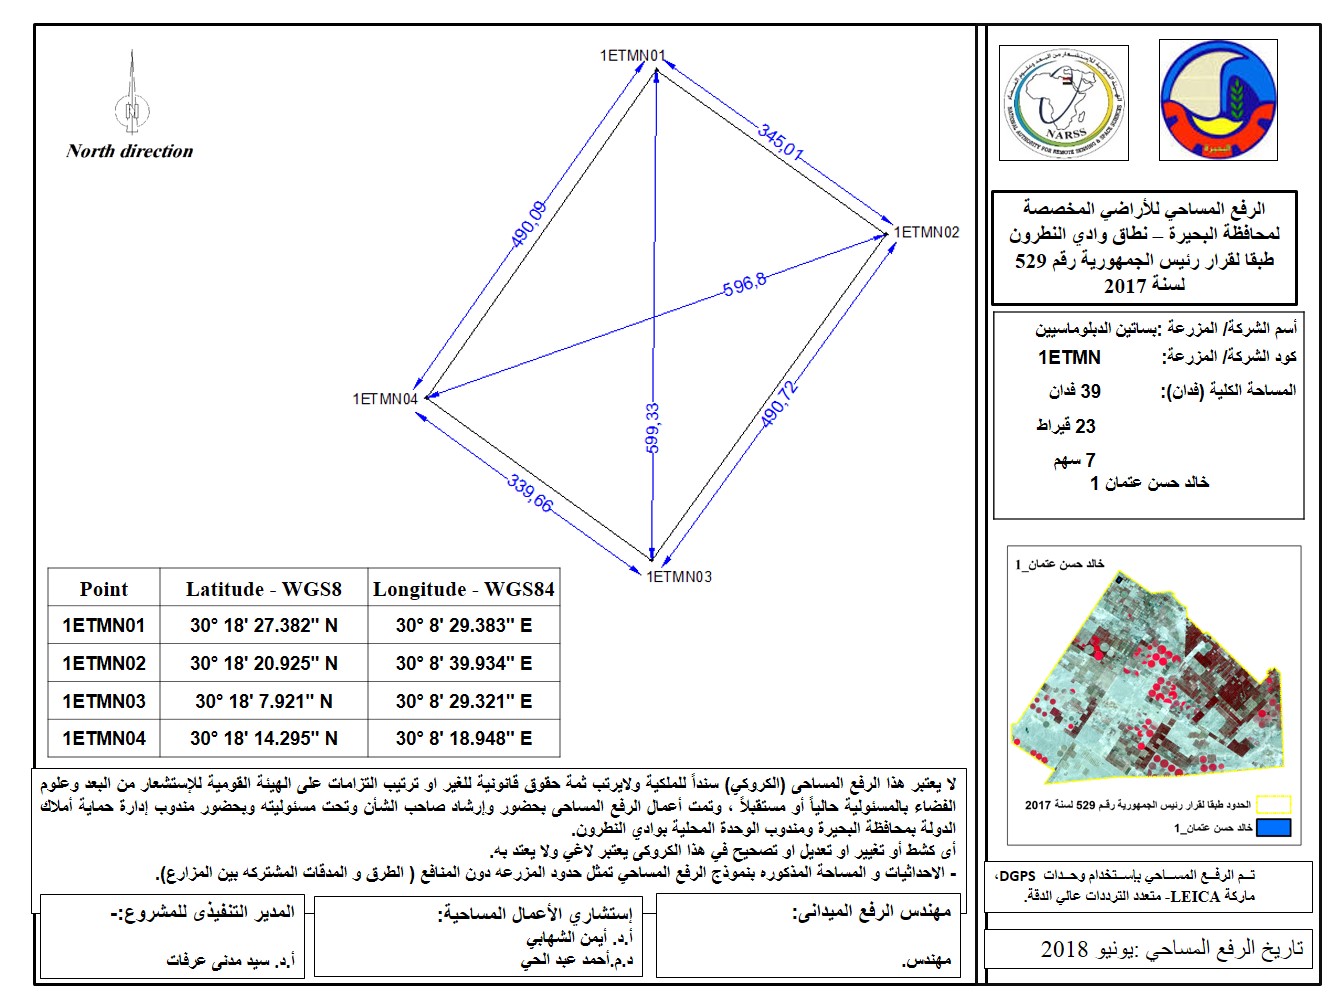 North direction
1ETMN01
345,01
490,09
1ETMN02
596,8
1ETMN04
599,33
490,72
339,66
1ETMN03
Point Latitude - WGS8 Longitude - WGS84
1ETMN01 30° 18' 27.382" N 30° 8' 29.383" E
1ETMN02 30° 18' 20.925" N 30° 8' 39.934" E
1ETMN03 30° 18' 7.921" N 30° 8' 29.321" E
1ETMN04 30° 18' 14.295" N 30° 8' 18.948" E
لا يعتبر هذا الرفع المساحى (الكروكي) سنداً للملكية ولايرتب ثمة حقوق قانونية للغير او ترتيب التزامات على الهيئة القومية للإستشعار من البعد وعلوم
الفضاء بالمسئولية حالياً أو مستقبلاً ، وتمت أعمال الرفع المساحى بحضور وإرشاد صاحب الشأن وتحت مسئوليته وبحضور مندوب إدارة حماية أملاك
الدولة بمحافظة البحيرة ومندوب الوحدة المحلية بوادي النطرون.
أى كشط أو تغيير او تعديل او تصحيح في هذا الكروكى يعتبر لاغي ولا يعتد به.
- الاحداثيات و المساحة المذكوره بنموذج الرفع المساحي تمثل حدود المزرعه دون المنافع ( الطرق و المدقات المشتركه بين المزارع).
مهندس الرفع الميدانى:
مهندس.
إستشاري الأعمال المساحية:
أ.د. أيمن الشهابي
د.م.أحمد عبد الحي
المدير التنفيذى للمشروع:-
أ.د. سيد مدنى عرفات
NARSS
NATIONAL AUTHORITY FOR REMOTE SENSING & SPACE SCIENCES
البحيرة
الرفع المساحي للأراضي المخصصة
لمحافظة البحيرة – نطاق وادي النطرون
طبقا لقرار رئيس الجمهورية رقم 529
لسنة 2017
أسم الشركة/ المزرعة :بساتين الدبلوماسيين
كود الشركة/ المزرعة: 1ETMN
المساحة الكلية (فدان): 39 فدان
23 قيراط
7 سهم
خالد حسن عتمان 1
خالد حسن عتمان_1
الحدود طبقا لقرار رئيس الجمهورية رقم 529 لسنة 2017
خالد حسن عتمان_1
تـم الرفـع المسـاحي بإسـتخدام وحـدات DGPS،
ماركة LEICA- متعدد الترددات عالي الدقة.
تاريخ الرفع المساحي :يونيو 2018